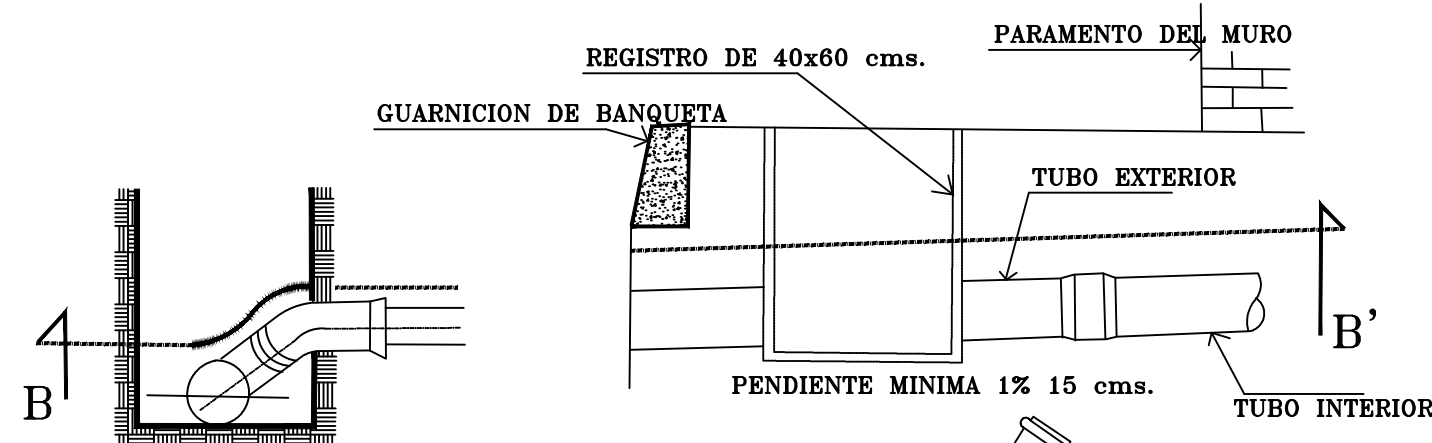 PARAMENTO DEL MURO
REGISTRO DE 40x60 cms.
GUARNICION DE BANQUETA
TUBO EXTERIOR
B'
B
PENDIENTE MINIMA 1% 15 cms.
TUBO INTERIOR